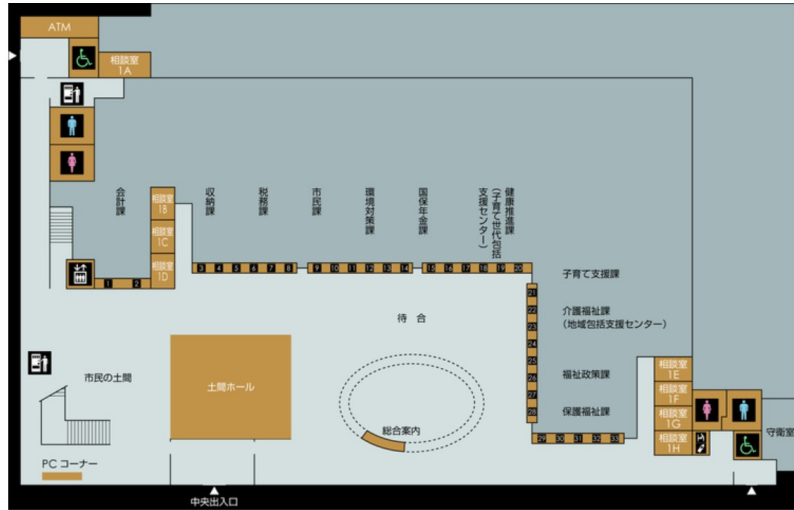 ATM
相談室
1A
会計課
相談室
1B
相談室
1C
相談室
1D
収納課
税務課
市民課
環境対策課
国保年金課
健康推進課
(子育て世代包括
支援センター)
1
2
3
4
5
6
7
8
9
10
11
12
13
14
15
16
17
18
19
20
子育て支援課
21
22
23
24
25
26
27
28
介護福祉課
(地域包括支援センター)
福祉政策課
保護福祉課
29
30
31
32
33
待合
市民の土間
土間ホール
総合案内
相談室
1E
相談室
1F
相談室
1G
相談室
1H
守衛室
PCコーナー
中央出入口